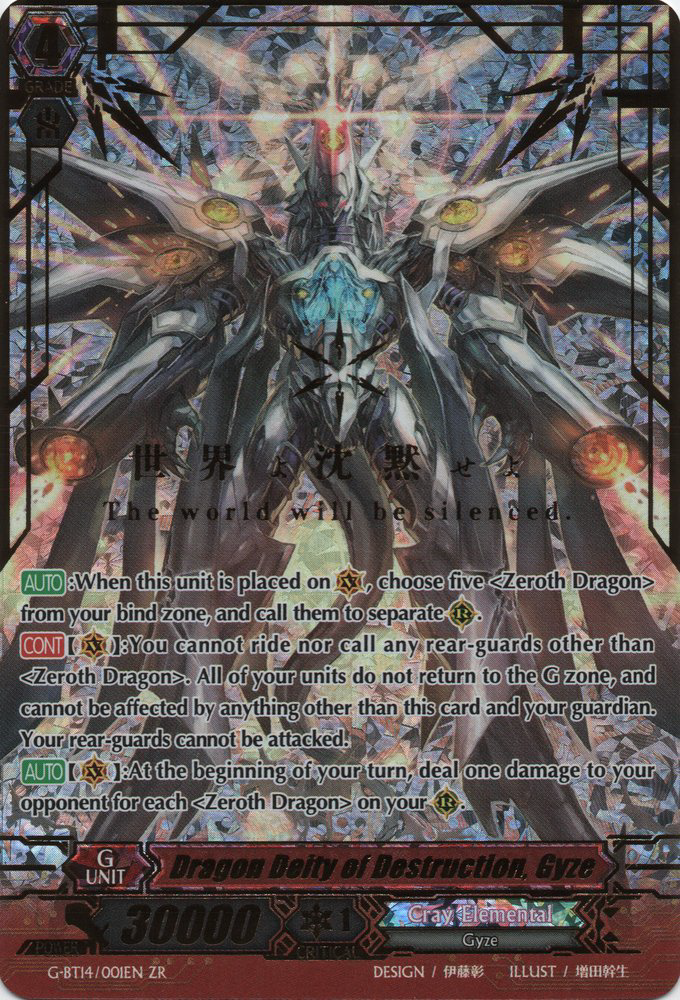 4
GRADE
世界よ沈黙せよ
The world will be silenced.
AUTO:When this unit is placed on V, choose five <Zeroth Dragon>
from your bind zone, and call them to separate R.
CONT[ V ]:You cannot ride nor call any rear-guards other than
<Zeroth Dragon>. All of your units do not return to the G zone, and
cannot be affected by anything other than this card and your guardian.
Your rear-guards cannot be attacked.
AUTO[ V ]:At the beginning of your turn, deal one damage to your
opponent for each <Zeroth Dragon> on your R.
G
UNIT
Dragon Deity of Destruction, Gyze
POWER
30000
1
CRITICAL
Cray Elemental
Gyze
G-BT14/001EN ZR
DESIGN / 伊藤彰 ILLUST / 増田幹生